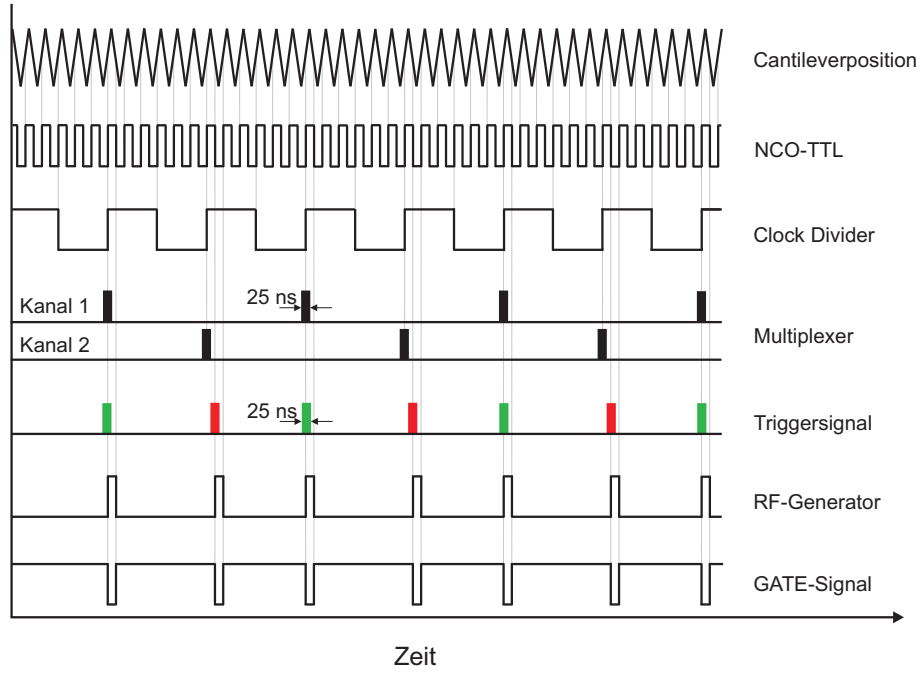 Cantileverposition
NCO-TTL
Clock Divider
Kanal 1
25 ns
Kanal 2
Multiplexer
25 ns
Triggersignal
RF-Generator
GATE-Signal
Zeit